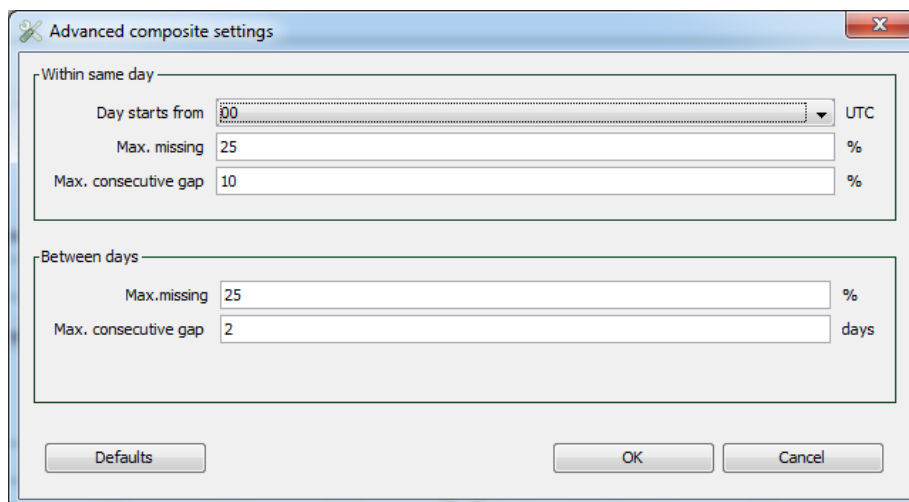 Advanced composite settings
Within same day
Day starts from 00 UTC
Max. missing 25 %
Max. consecutive gap 10 %
Between days
Max.missing 25 %
Max. consecutive gap 2 days
Defaults OK Cancel